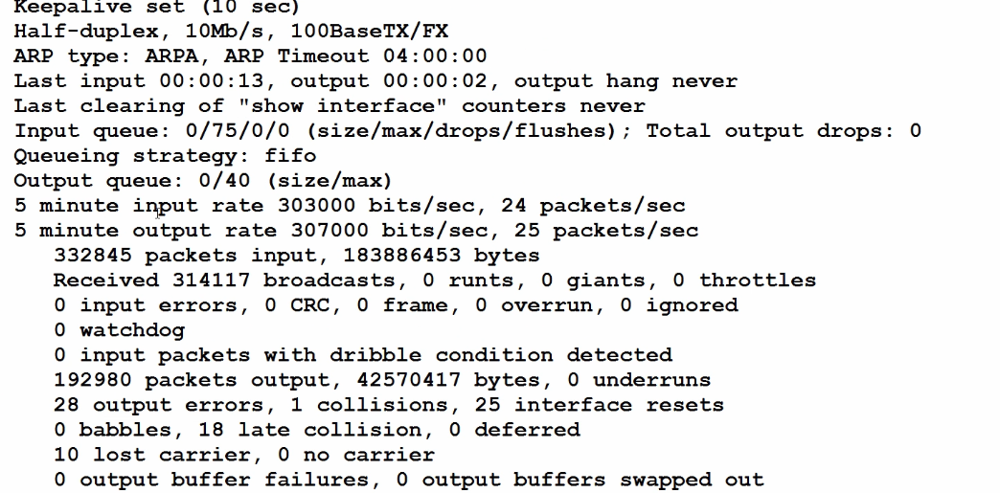 Keepalive set (10 sec)
Half-duplex, 10Mb/s, 100BaseTX/FX
ARP type: ARPA, ARP Timeout 04:00:00
Last input 00:00:13, output 00:00:02, output hang never
Last clearing of "show interface" counters never
Input queue: 0/75/0/0 (size/max/drops/flushes); Total output drops: 0
Queueing strategy: fifo
Output queue: 0/40 (size/max)
5 minute input rate 303000 bits/sec, 24 packets/sec
5 minute output rate 307000 bits/sec, 25 packets/sec
332845 packets input, 183886453 bytes
Received 314117 broadcasts, 0 runts, 0 giants, 0 throttles
0 input errors, 0 CRC, 0 frame, 0 overrun, 0 ignored
0 watchdog
0 input packets with dribble condition detected
192980 packets output, 42570417 bytes, 0 underruns
28 output errors, 1 collisions, 25 interface resets
0 babbles, 18 late collision, 0 deferred
10 lost carrier, 0 no carrier
0 output buffer failures, 0 output buffers swapped out